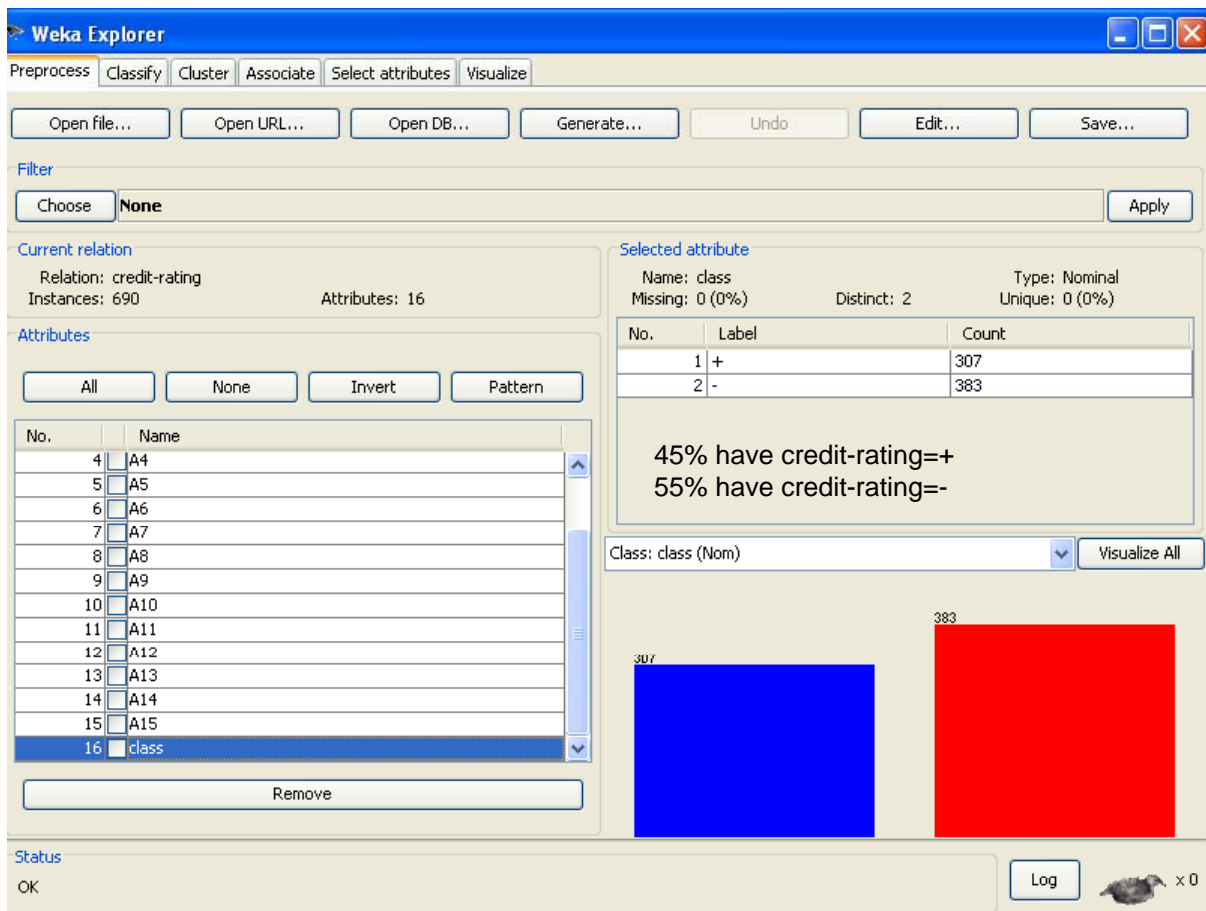 Weka Explorer
Preprocess Classify Cluster Associate Select attributes Visualize
Open file... Open URL... Open DB... Generate... Undo Edit... Save...
Filter
Choose None Apply
Current relation
Relation: credit-rating
Instances: 690 Attributes: 16
Attributes
All None Invert Pattern
No. Name
4 A4
5 A5
6 A6
7 A7
8 A8
9 A9
10 A10
11 A11
12 A12
13 A13
14 A14
15 A15
16 class
Remove
Selected attribute
Name: class Type: Nominal
Missing: 0 (0%) Distinct: 2 Unique: 0 (0%)
No. Label Count
1 + 307
2 - 383
45% have credit-rating=+
55% have credit-rating=-
Class: class (Nom) Visualize All
383
307
Status
OK
Log x 0